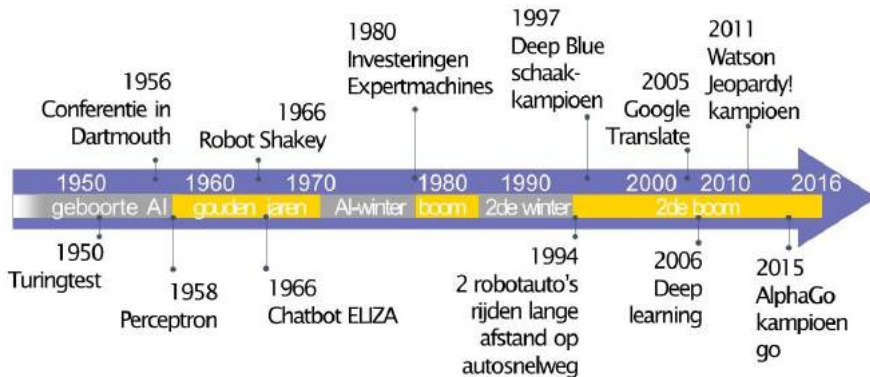 1956
Conferentie in
Dartmouth
1966
Robot Shakey
1980
Investeringen
Expertmachines
1997
Deep Blue
schaak-
kampioen
2005
Google
Translate
2011
Watson
Jeopardy!
kampioen
1950 1960 1970 1980 1990 2000 2010 2016
geboorte AI gouden jaren AI-winter boom 2de winter 2de boom
1950
Turingtest
1958
Perceptron
1966
Chatbot ELIZA
1994
2 robotauto's
rijden lange
afstand op
autosnelweg
2006
Deep
learning
2015
AlphaGo
kampioen
go